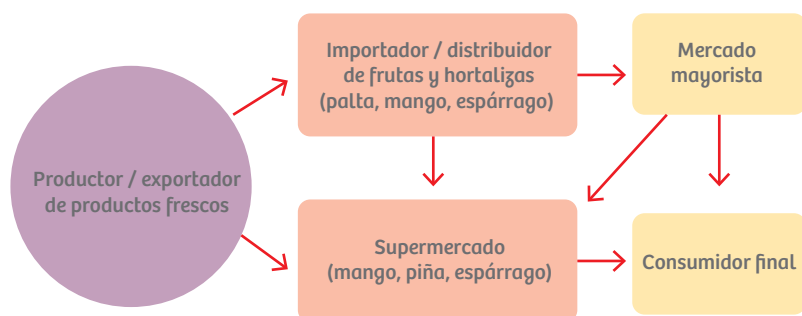 Productor / exportador
de productos frescos
Importador / distribuidor
de frutas y hortalizas
(palta, mango, espárrago)
Mercado
mayorista
Supermercado
(mango, piña, espárrago)
Consumidor final